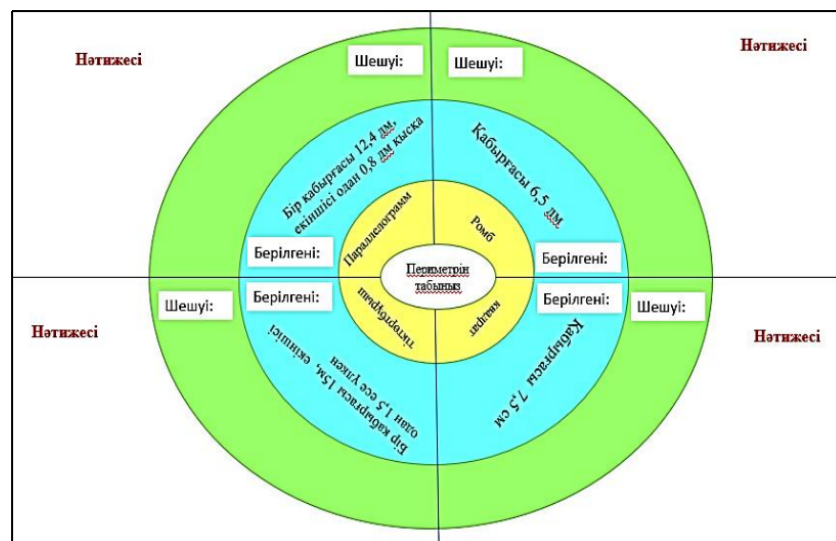 Нәтижесі
Шешуі:
Шешуі:
Нәтижесі
Бір қабырғасы 12,4 дм,
екіншісі одан 0,8 дм қысқа
Қабырғасы 6,5 дм
Параллелограмм
Ромб
Берілгені:
Берілгені:
Периметрін
табыңыз
Берілгені:
Берілгені:
Шешуі:
Шешуі:
тіктөртбұрыш
квадрат
Нәтижесі
Нәтижесі
Бір қабырғасы 15м, екіншісі
одан 1,5 есе үлкен
Қабырғасы 7,5 см